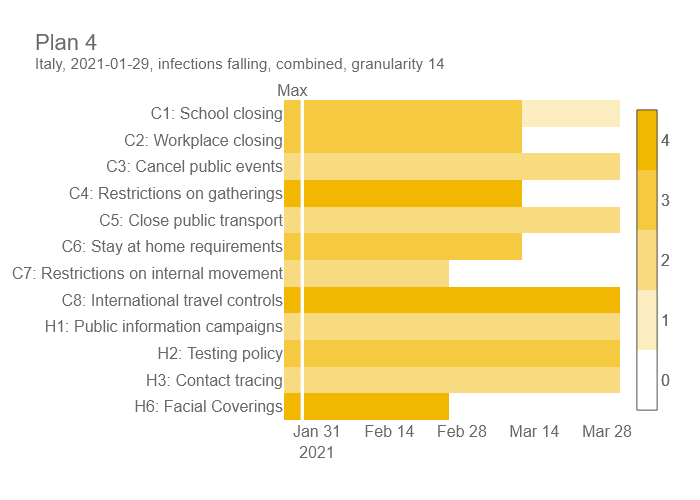 Plan 4
Italy, 2021-01-29, infections falling, combined, granularity 14
Max
C1: School closing
C2: Workplace closing
C3: Cancel public events
C4: Restrictions on gatherings
C5: Close public transport
C6: Stay at home requirements
C7: Restrictions on internal movement
C8: International travel controls
H1: Public information campaigns
H2: Testing policy
H3: Contact tracing
H6: Facial Coverings
Jan 31 Feb 14 Feb 28 Mar 14 Mar 28
2021
4
3
2
1
0